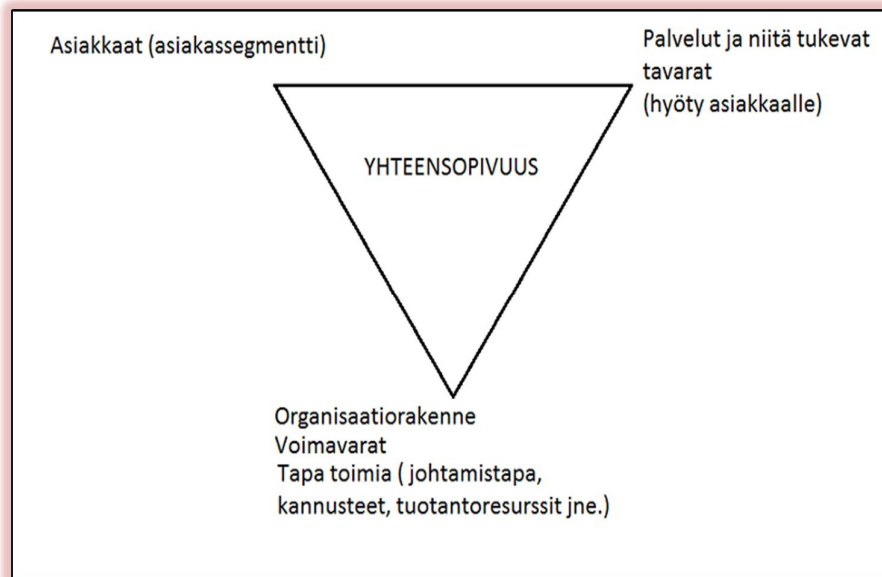 Asiakkaat (asiakassegmentti)
Palvelut ja niitä tukevat
tavarat
(hyöty asiakkaalle)
YHTEENSOPIVUUS
Organisaatiorakenne
Voimavarat
Tapa toimia ( johtamistapa,
kannusteet, tuotantoresurssit jne.)